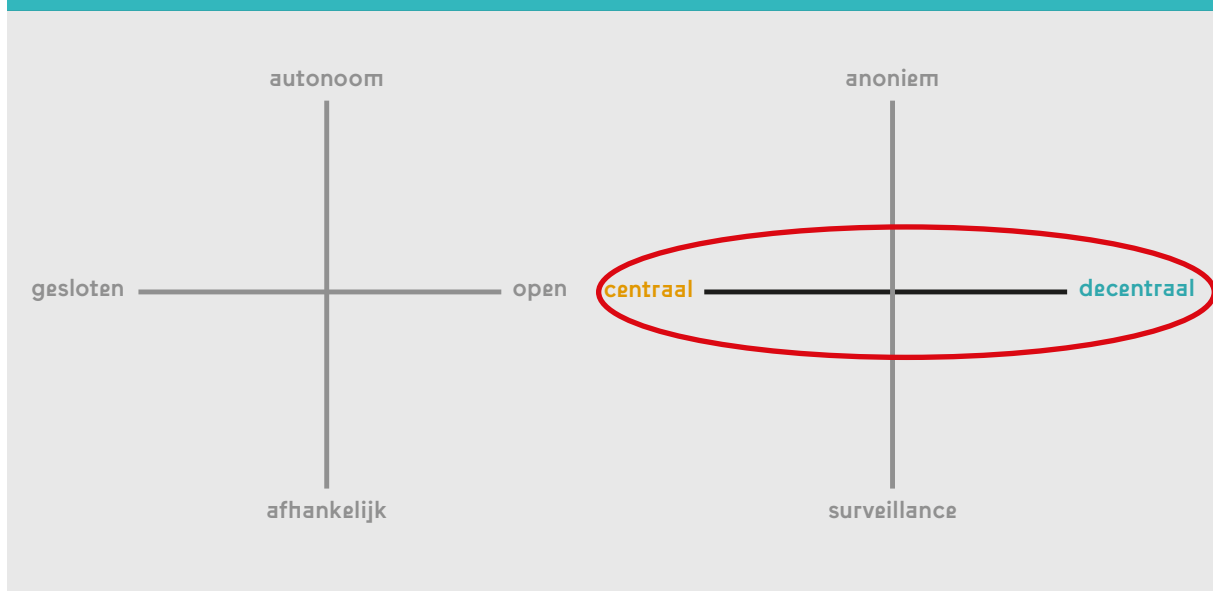 autonoom
anoniem
gesloten
open
centraal
decentraal
afhankelijk
surveillance